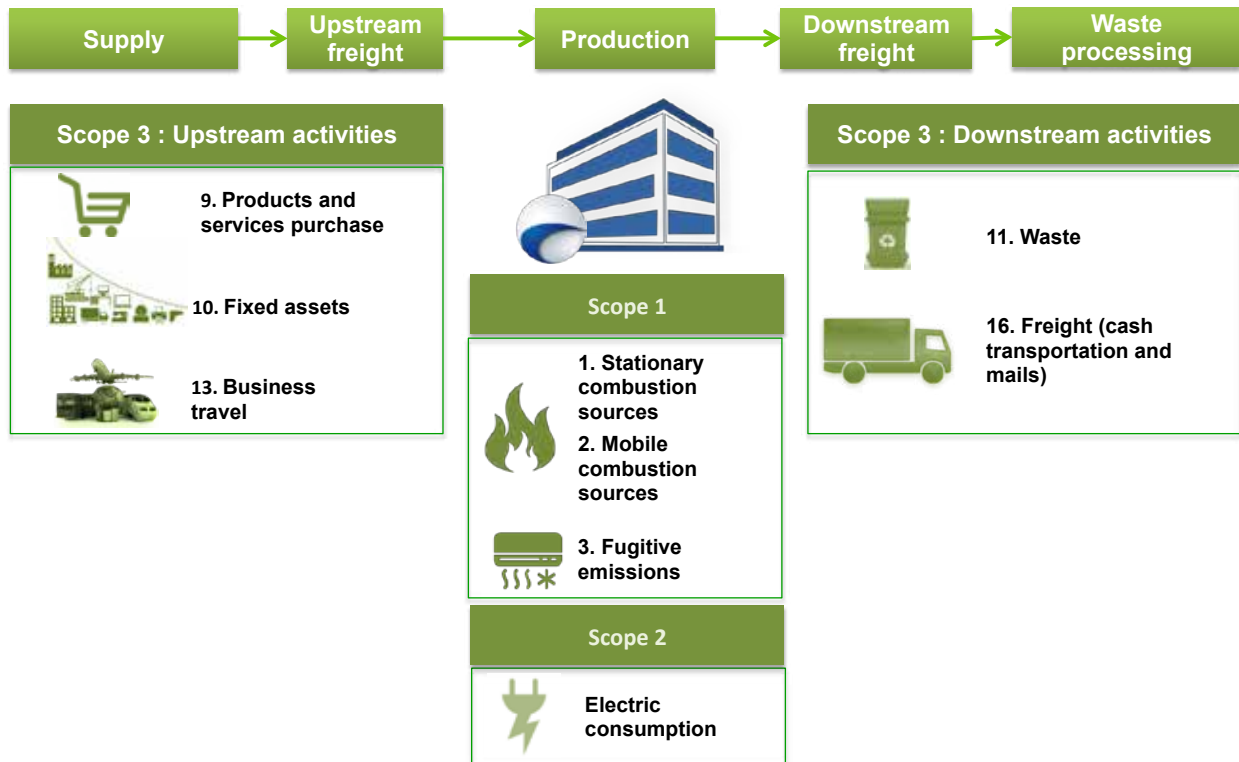 Supply
Upstream
freight
Production
Downstream
freight
Waste
processing
Scope 3 : Upstream activities
9. Products and
services purchase
10. Fixed assets
13. Business
travel
Scope 1
1. Stationary
combustion
sources
2. Mobile
combustion
sources
3. Fugitive
emissions
Scope 2
Electric
consumption
Scope 3 : Downstream activities
11. Waste
16. Freight (cash
transportation and
mails)